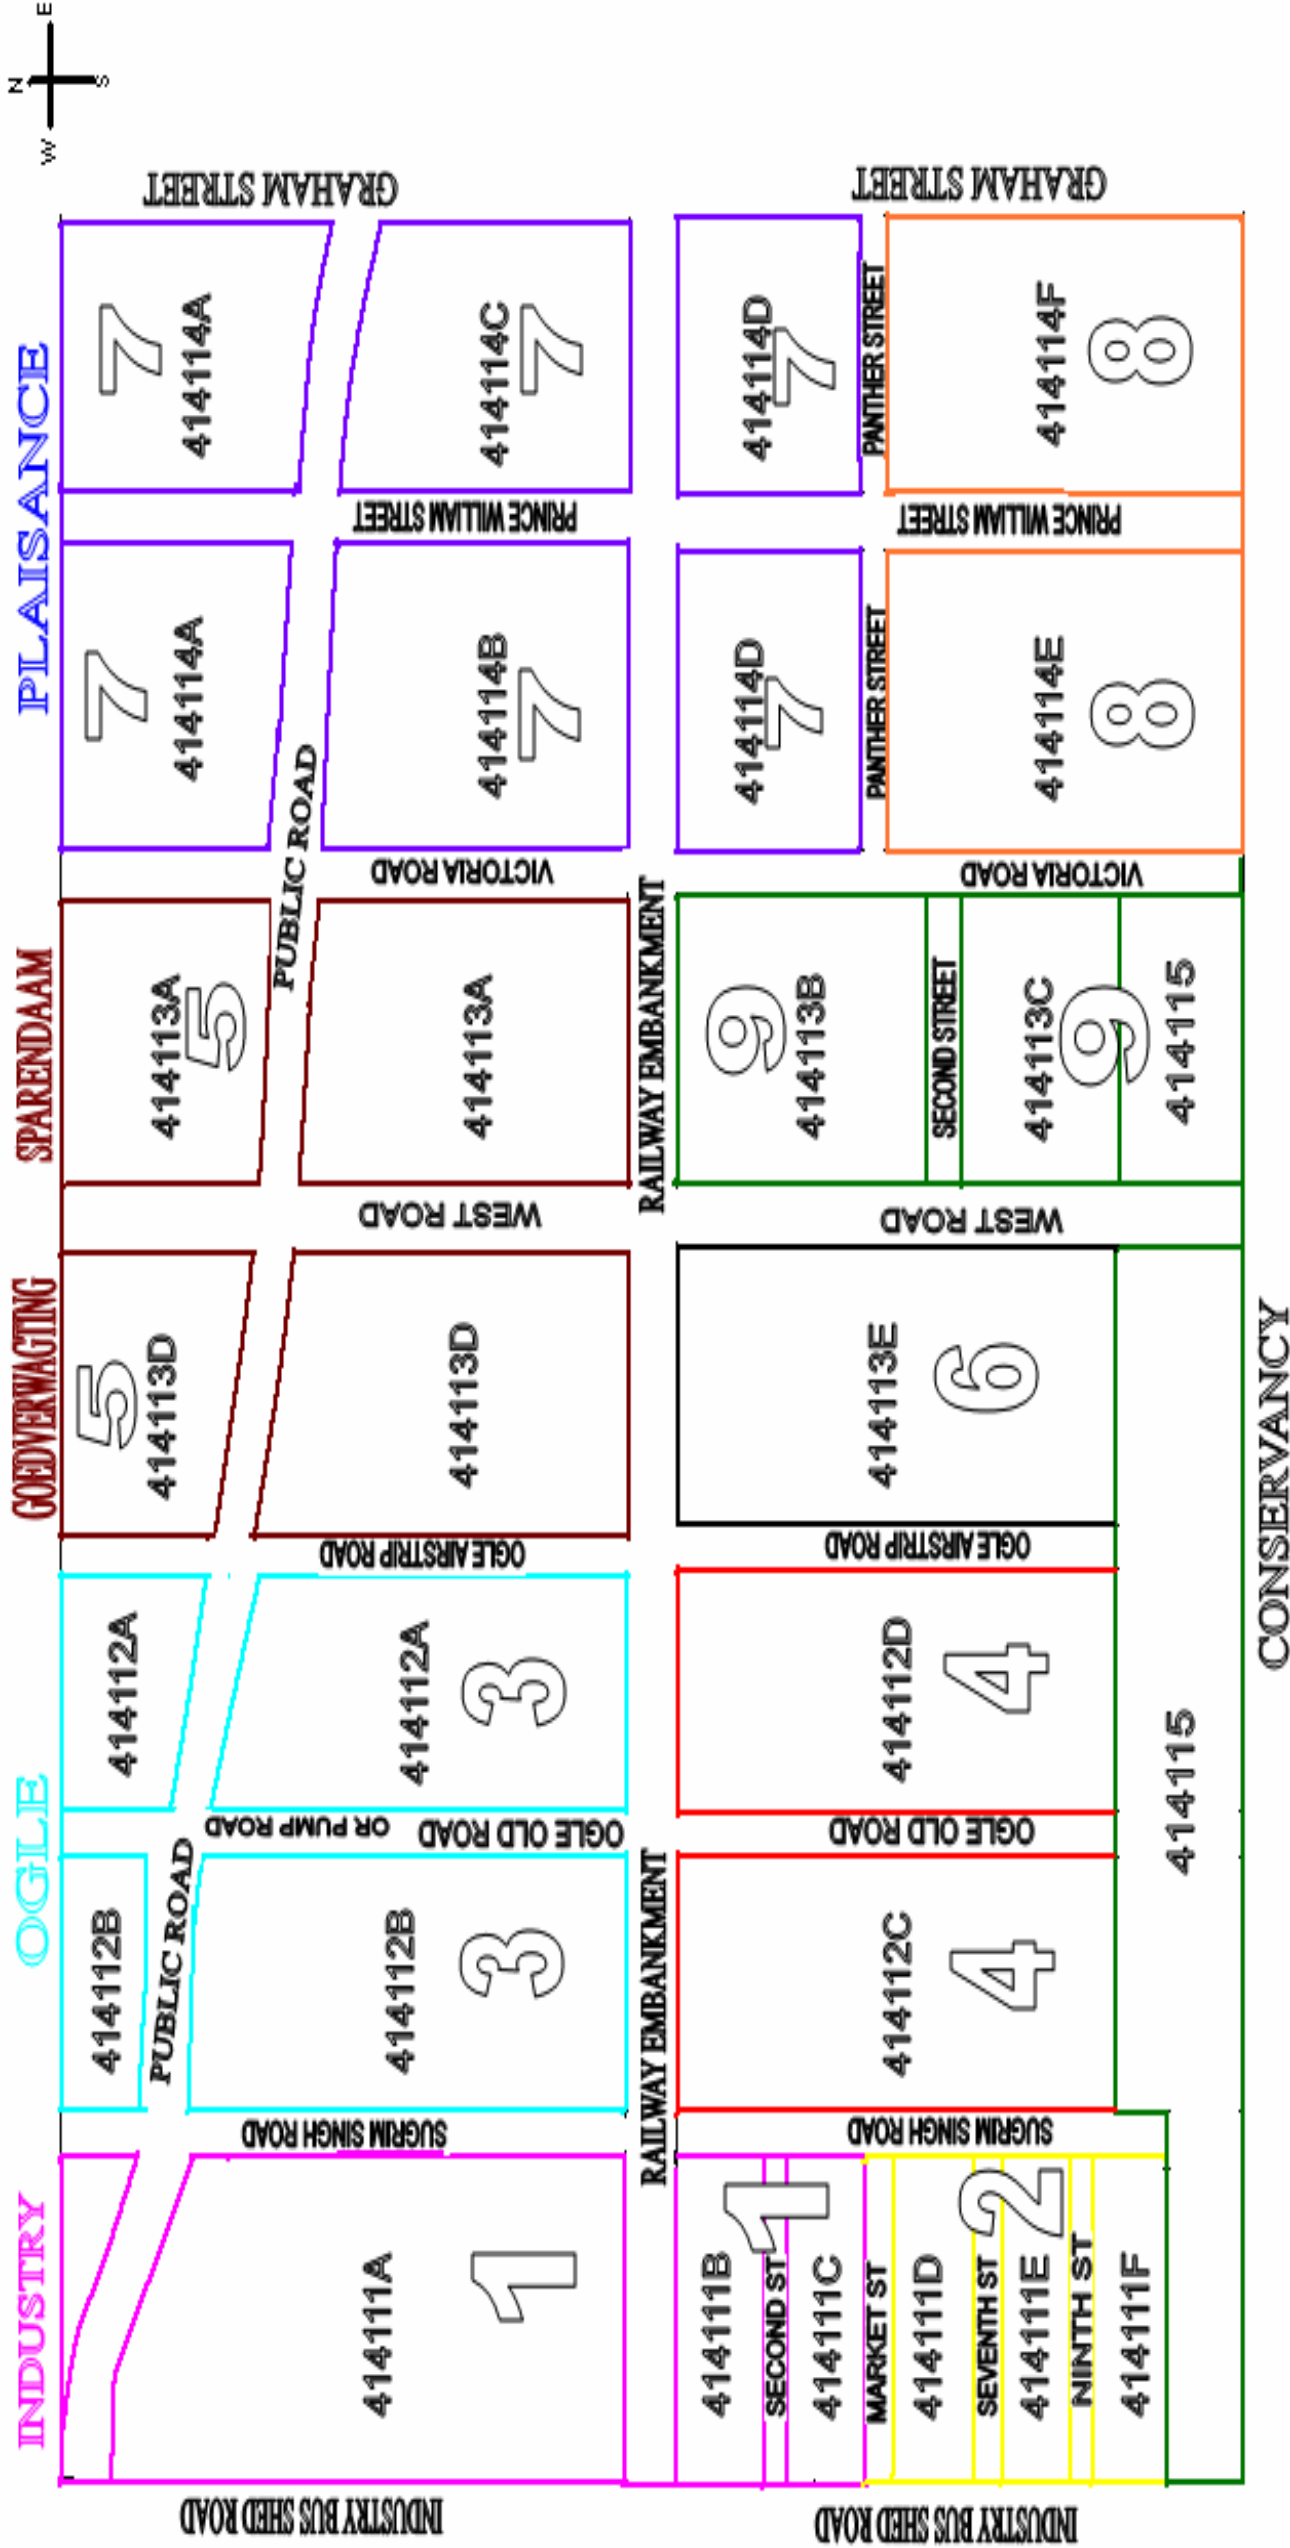 N
W E
S
INDUSTRY
OGLE
GOEDVERWAGTING
SPARENDAAM
PLAISANCE
414112B
414112A
414113D
5
414113A
5
7
414114A
7
414114A
PUBLIC ROAD
PUBLIC ROAD
INDUSTRY BUS SHED ROAD
414111A
1
SUGRIM SINGH ROAD
414112B
3
OR PUMP ROAD
OGLE OLD ROAD
414112A
3
OGLE AIRSTRIP ROAD
414113D
WEST ROAD
414113A
VICTORIA ROAD
414114B
7
PRINCE WILLIAM STREET
414114C
7
GRAHAM STREET
RAILWAY EMBANKMENT
RAILWAY EMBANKMENT
INDUSTRY BUS SHED ROAD
414111B
SECOND ST
1
414111C
MARKET ST
414111D
SEVENTH ST
2
414111E
NINTH ST
414111F
SUGRIM SINGH ROAD
414112C
4
OGLE OLD ROAD
414112D
4
OGLE AIRSTRIP ROAD
414113E
6
WEST ROAD
9
414113B
SECOND STREET
414113C
9
414115
VICTORIA ROAD
414114D
7
PANTHER STREET
414114E
8
PRINCE WILLIAM STREET
414114D
7
PANTHER STREET
414114F
8
GRAHAM STREET
414115
CONSERVANCY